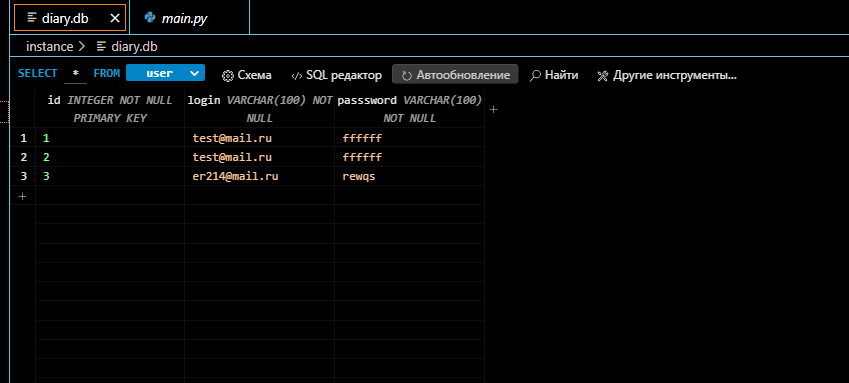 diary.db × main.py
instance > diary.db
SELECT * FROM user Схема </> SQL редактор Автообновление Найти Другие инструменты...
id INTEGER NOT NULL login VARCHAR(100) NOT passsword VARCHAR(100)
PRIMARY KEY NULL NOT NULL +
1 1 test@mail.ru ffffff
2 2 test@mail.ru ffffff
3 3 er214@mail.ru rewqs
+